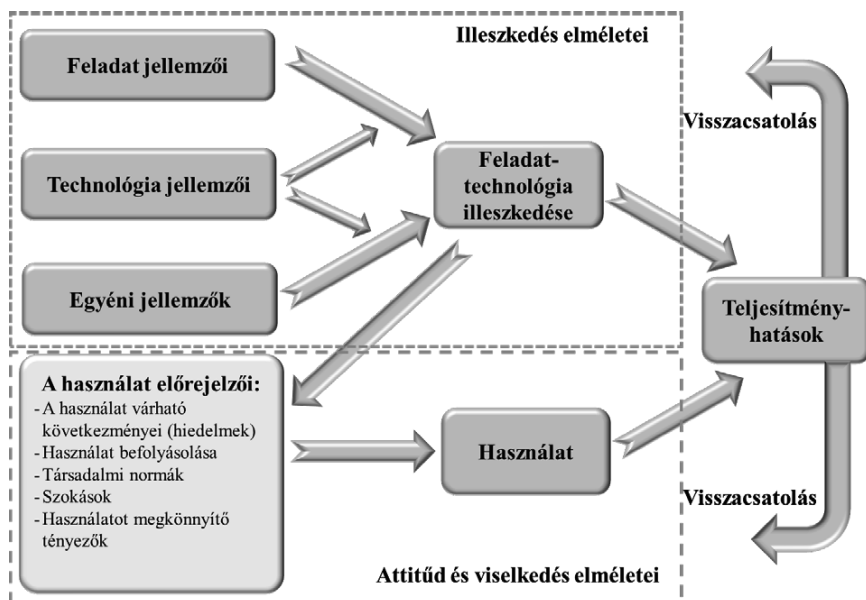 Illeszkedés elméletei
Feladat jellemzői
Visszacsatolás
Technológia jellemzői
Feladat-
technológia
illeszkedése
Egyéni jellemzők
Teljesítmény-
hatások
A használat előrejelzői:
- A használat várható
következményei (hiedelmek)
- Használat befolyásolása
- Társadalmi normák
- Szokások
- Használatot megkönnyítő
tényezők
Használat
Visszacsatolás
Attitűd és viselkedés elméletei